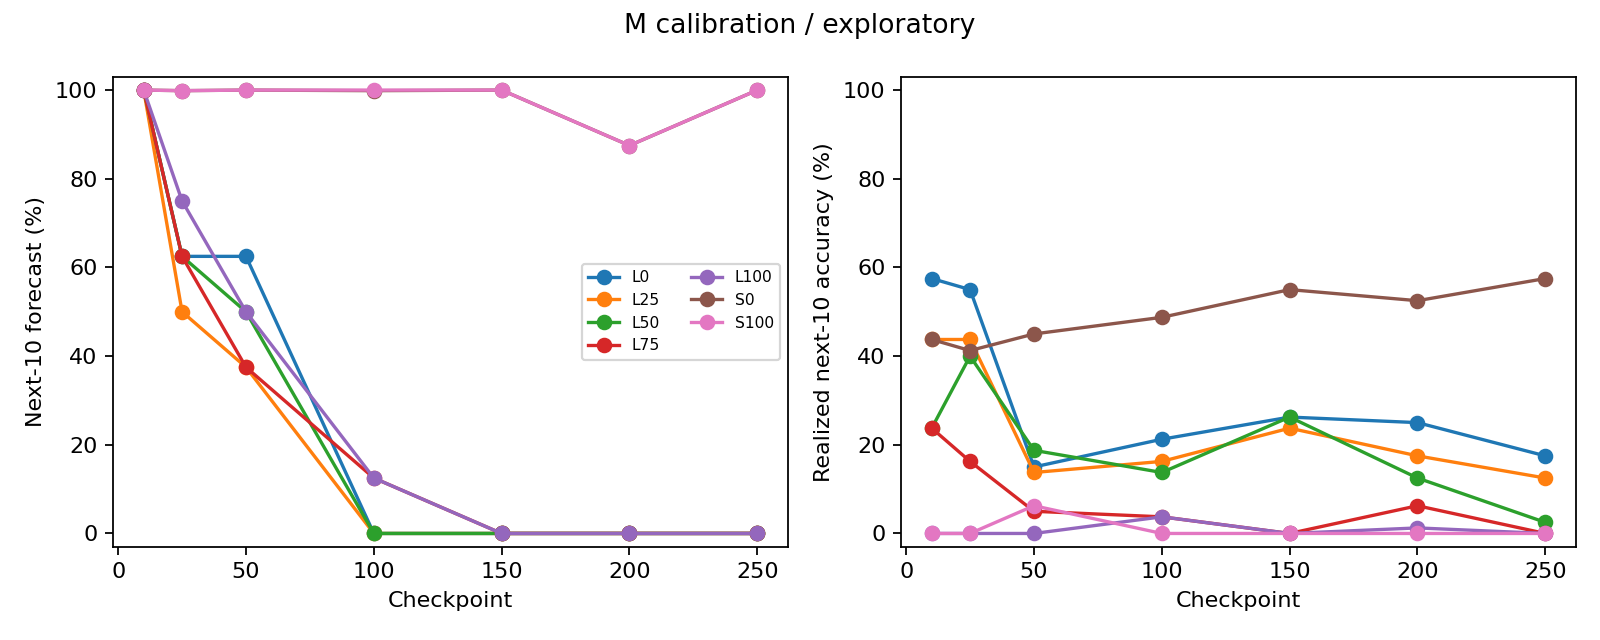 M calibration / exploratory
Next-10 forecast (%)
100
80
60
40
20
0
0 50 100 150 200 250
Checkpoint
L0
L25
L50
L75
L100
S0
S100
Realized next-10 accuracy (%)
100
80
60
40
20
0
0 50 100 150 200 250
Checkpoint